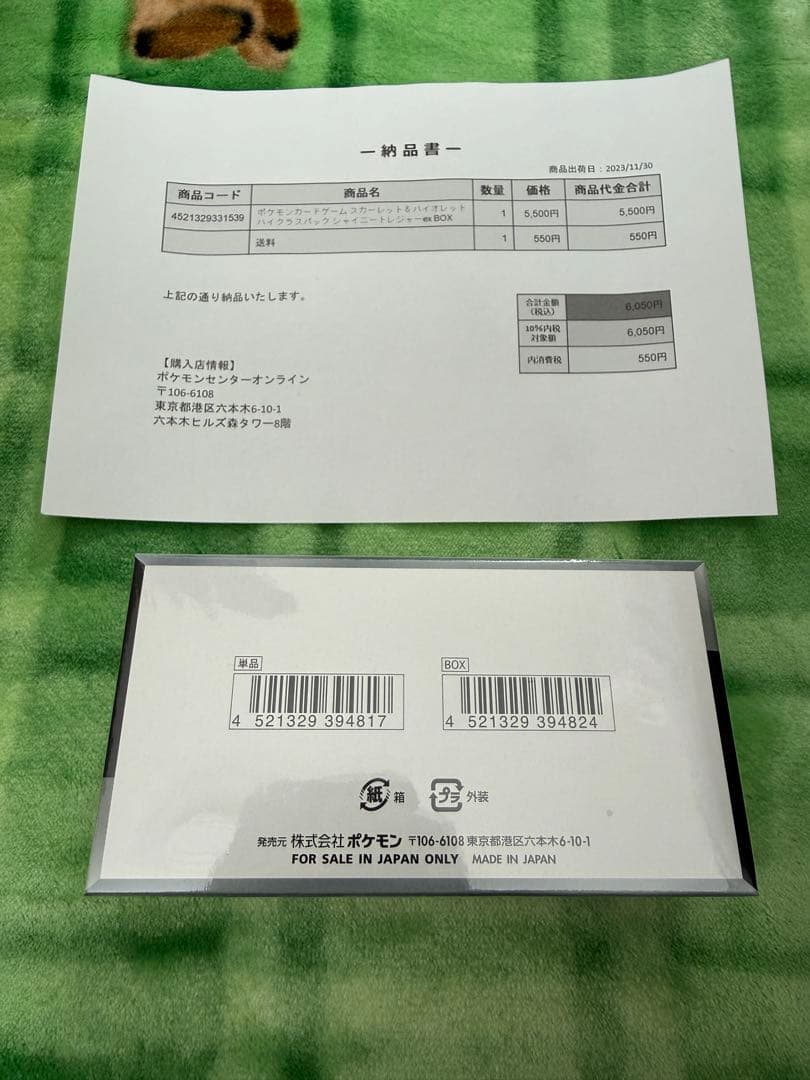 ー納品書ー
商品出荷日：2023/11/30
商品コード 商品名 数量 価格 商品代金合計
4521329331539 ポケモンカードゲーム スカーレット＆バイオレット ハイクラスパック シャイニートレジャーex BOX 1 5,500円 5,500円
送料 1 550円 550円
上記の通り納品いたします。
合計金額（税込） 6,050円
10%内税対象額 6,050円
内消費税 550円
【購入店情報】
ポケモンセンターオンライン
〒106-6108
東京都港区六本木6-10-1
六本木ヒルズ森タワー8階
単品 BOX
4 521329 394817 4 521329 394824
紙 箱 プラ 外装
発売元 株式会社ポケモン 〒106-6108 東京都港区六本木6-10-1
FOR SALE IN JAPAN ONLY MADE IN JAPAN